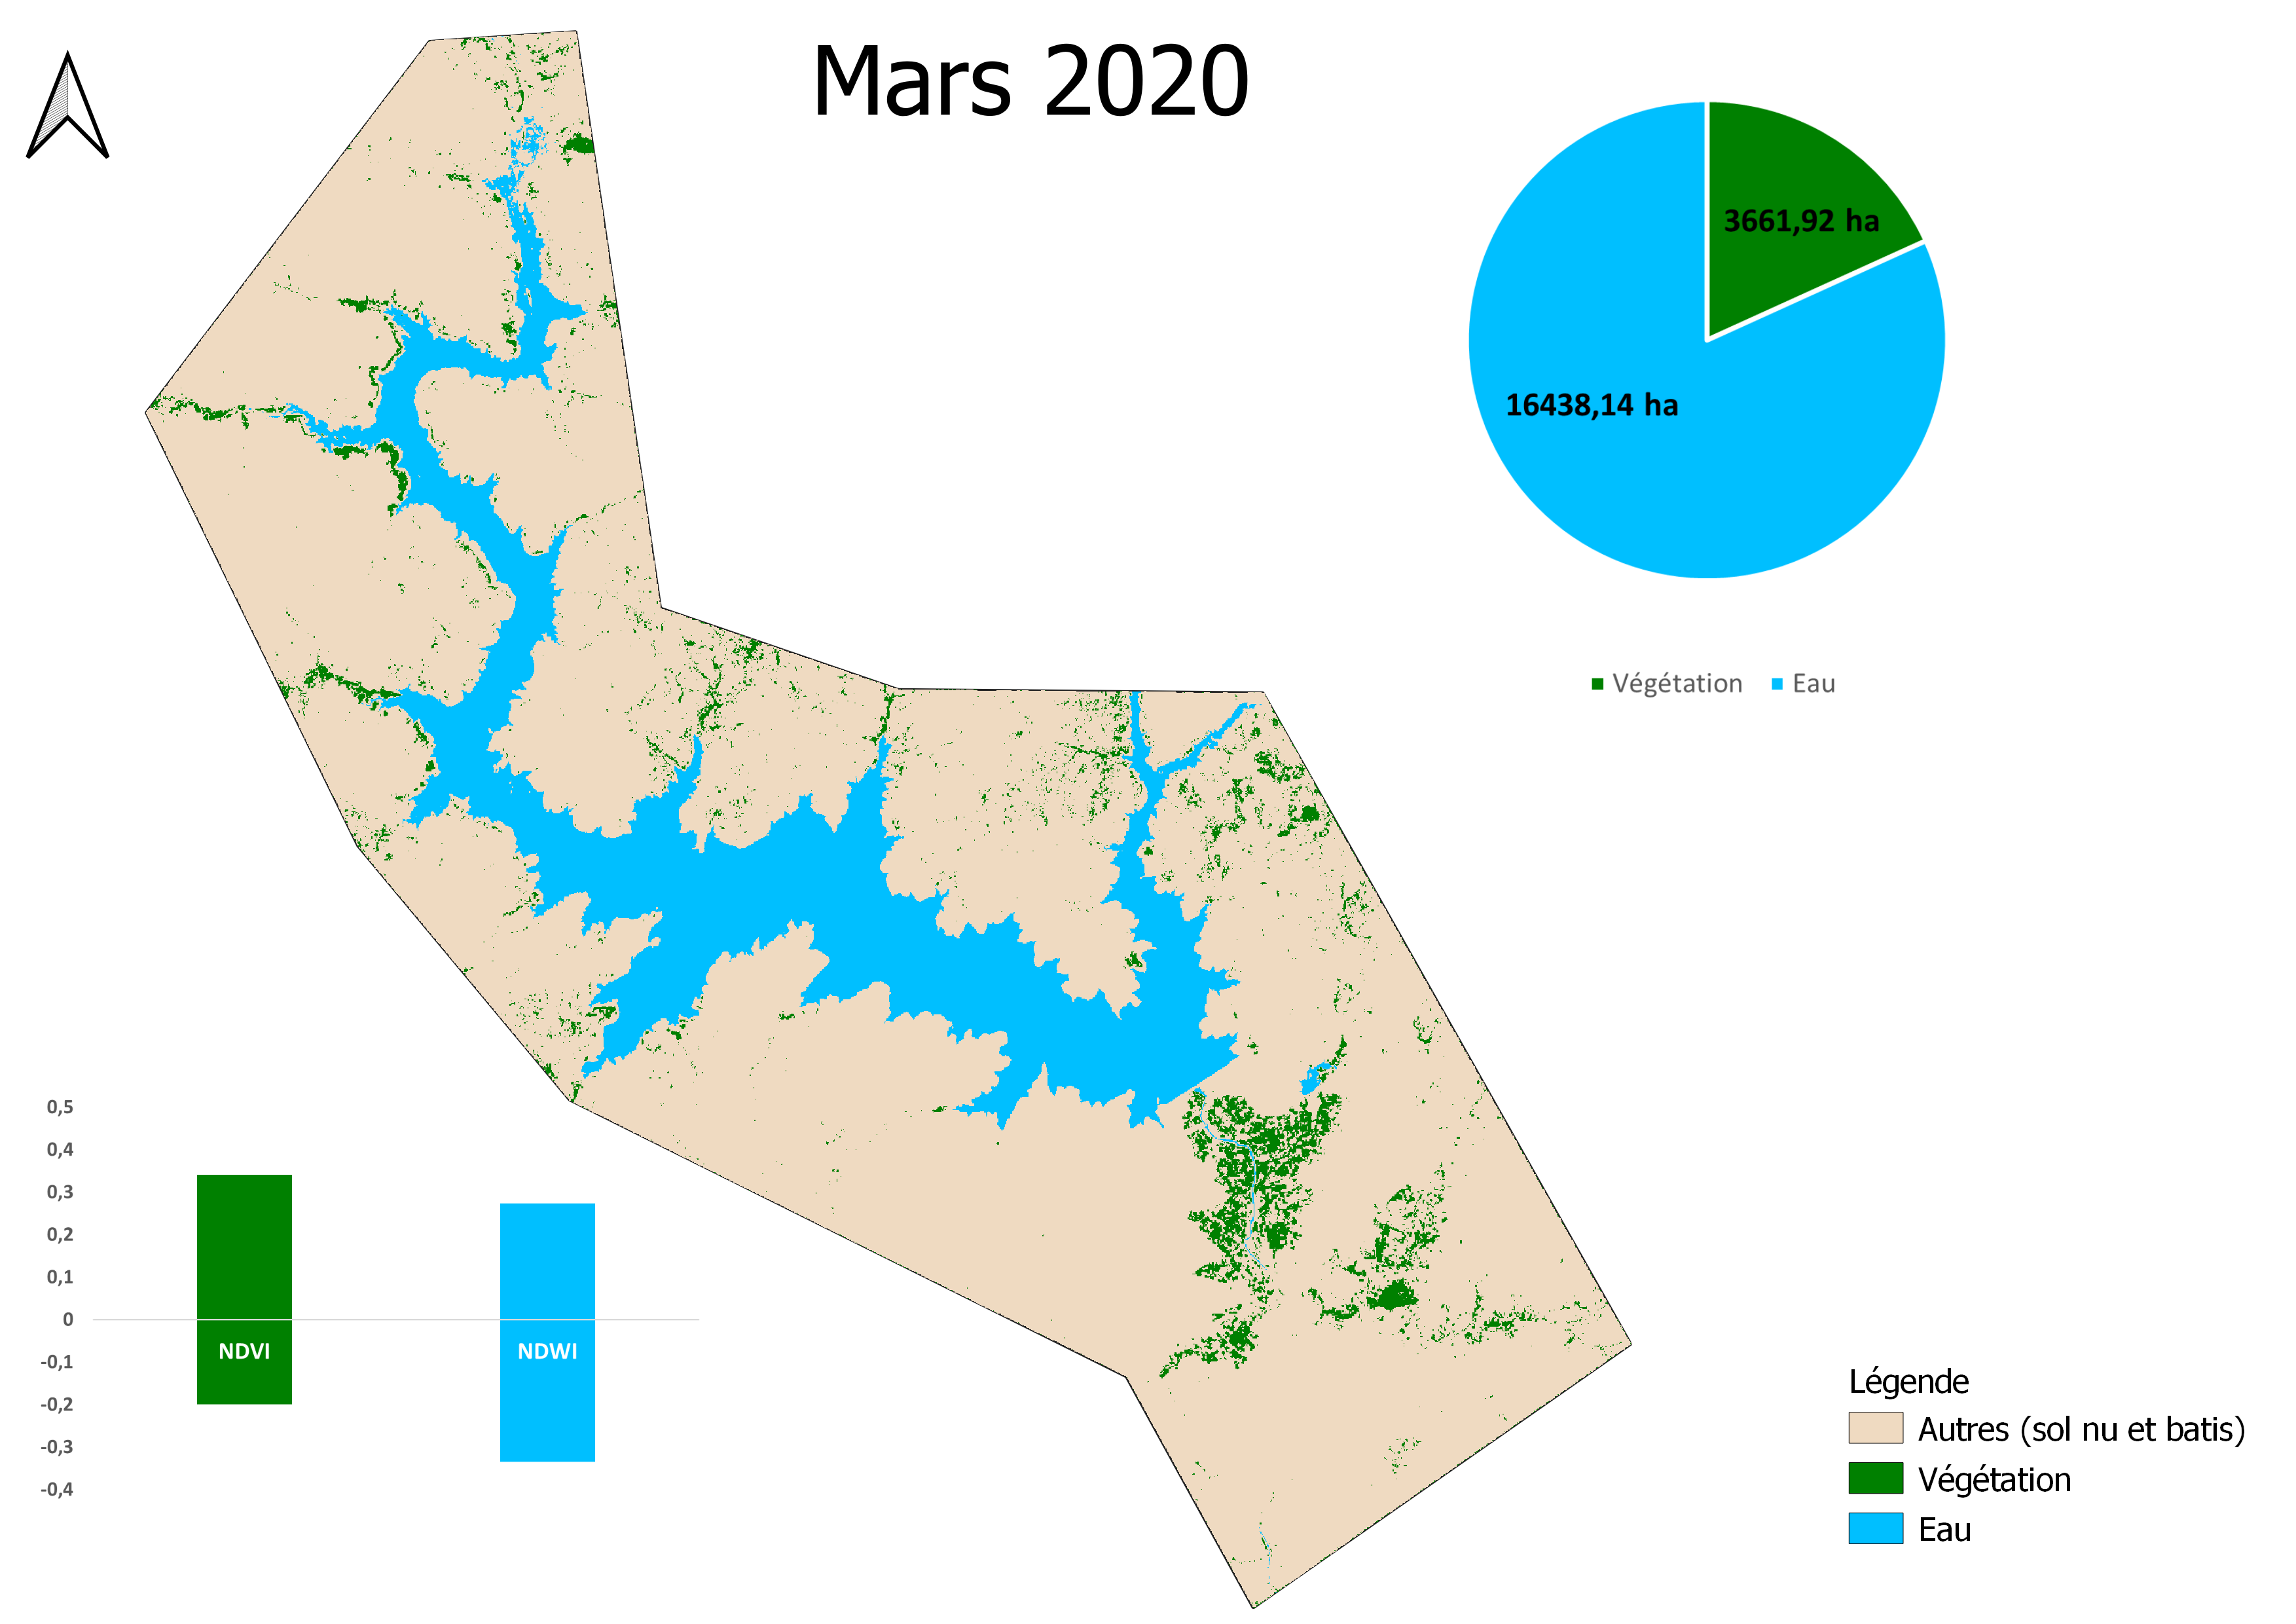 Mars 2020
3661,92 ha
16438,14 ha
Végétation
Eau
0,5
0,4
0,3
0,2
0,1
0
-0,1
-0,2
-0,3
-0,4
NDVI
NDWI
Légende
Autres (sol nu et batis)
Végétation
Eau